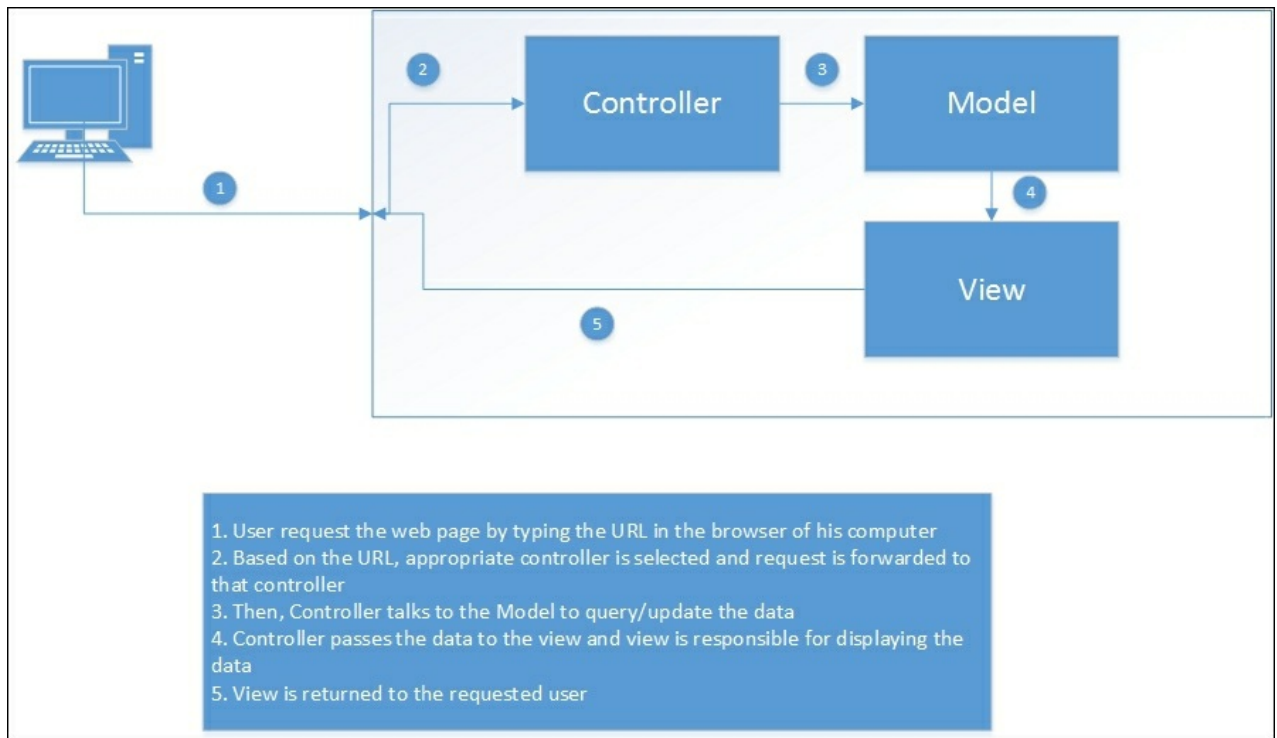 2
Controller
3
Model
1
4
View
5
1. User request the web page by typing the URL in the browser of his computer
2. Based on the URL, appropriate controller is selected and request is forwarded to
that controller
3. Then, Controller talks to the Model to query/update the data
4. Controller passes the data to the view and view is responsible for displaying the
data
5. View is returned to the requested user